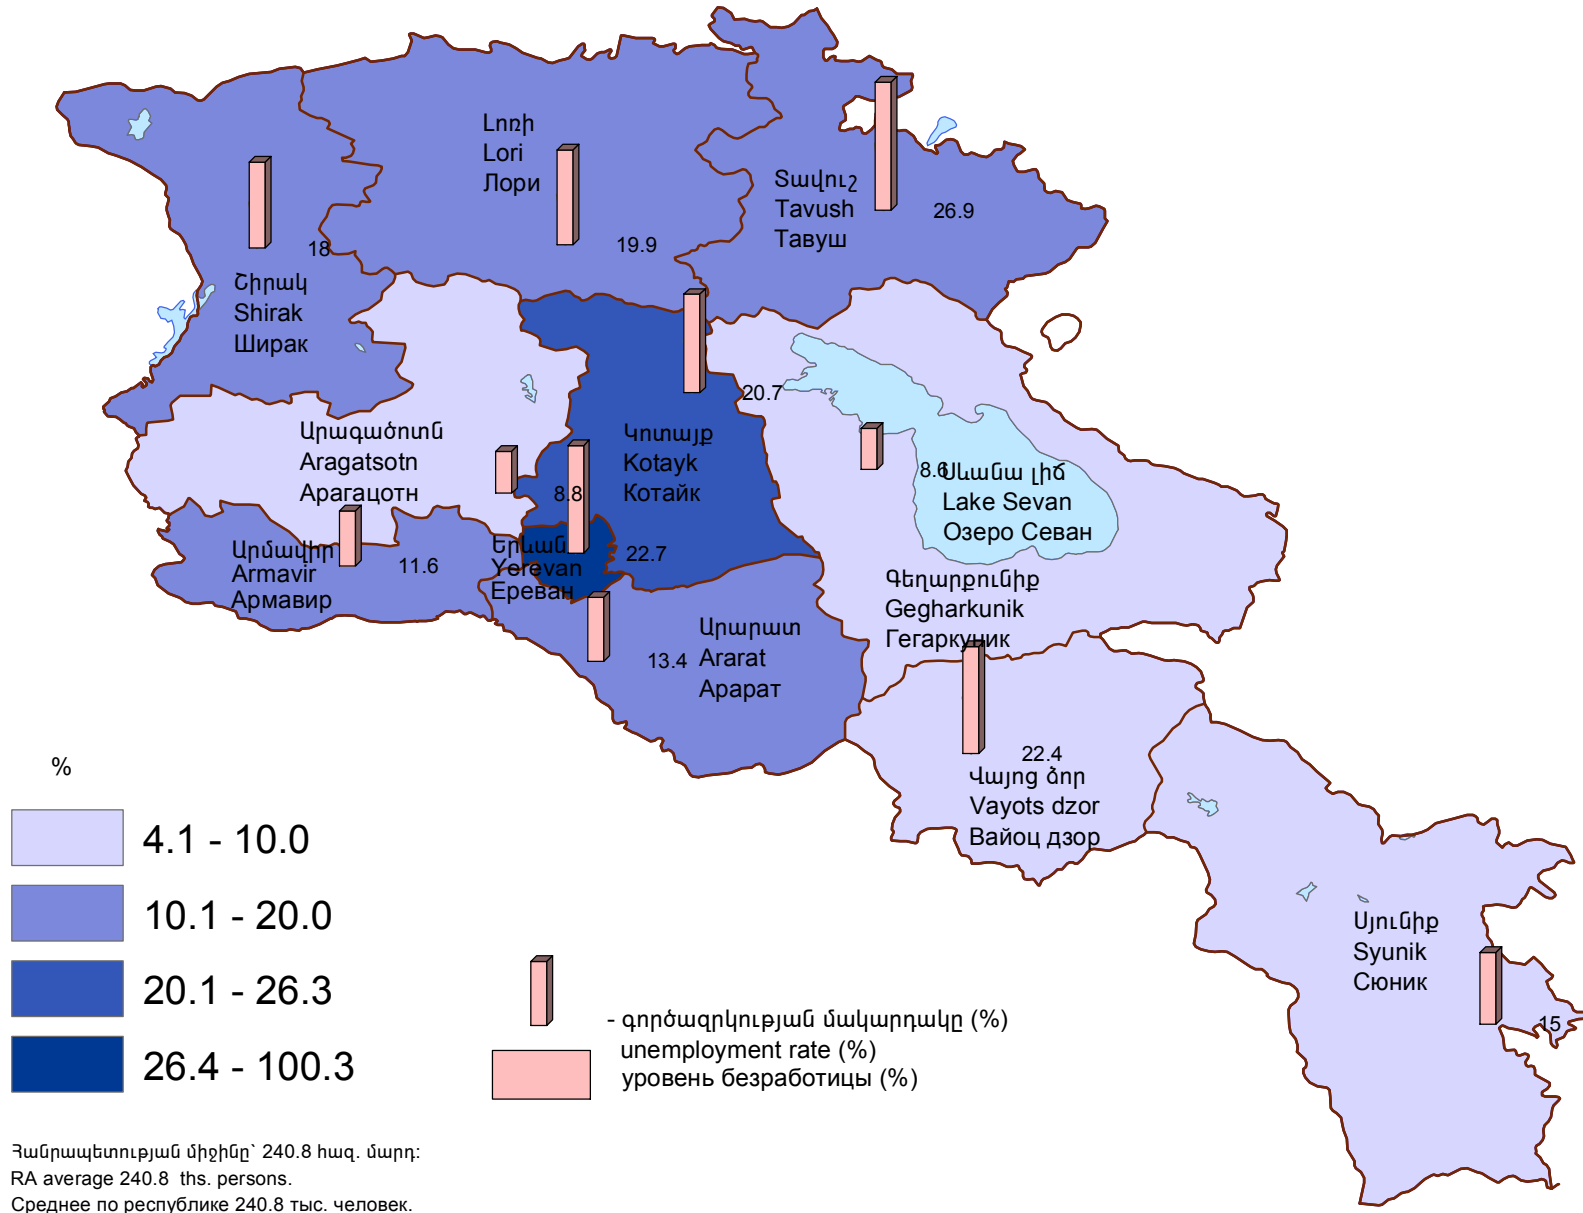 Լոռի
Lori
Лори
19.9
Տավուշ
Tavush
Тавуш
26.9
18
Շիրակ
Shirak
Ширак
20.7
Արագածոտն
Aragatsotn
Арагацотн
8.8
Կոտայք
Kotayk
Котайк
8.6
Սևանա լիճ
Lake Sevan
Озеро Севан
Արմավիր
Armavir
Армавир
11.6
Երևան
Yerevan
Ереван
22.7
Գեղարքունիք
Gegharkunik
Гегаркуник
Արարատ
Ararat
Арарат
13.4
22.4
Վայոց ձոր
Vayots dzor
Вайоц дзор
Սյունիք
Syunik
Сюник
15
%
4.1 - 10.0
10.1 - 20.0
20.1 - 26.3
26.4 - 100.3
- գործազրկության մակարդակը (%)
unemployment rate (%)
уровень безработицы (%)
Հանրապետության միջինը` 240.8 հազ. մարդ:
RA average 240.8 ths. persons.
Среднее по республике 240.8 тыс. человек.